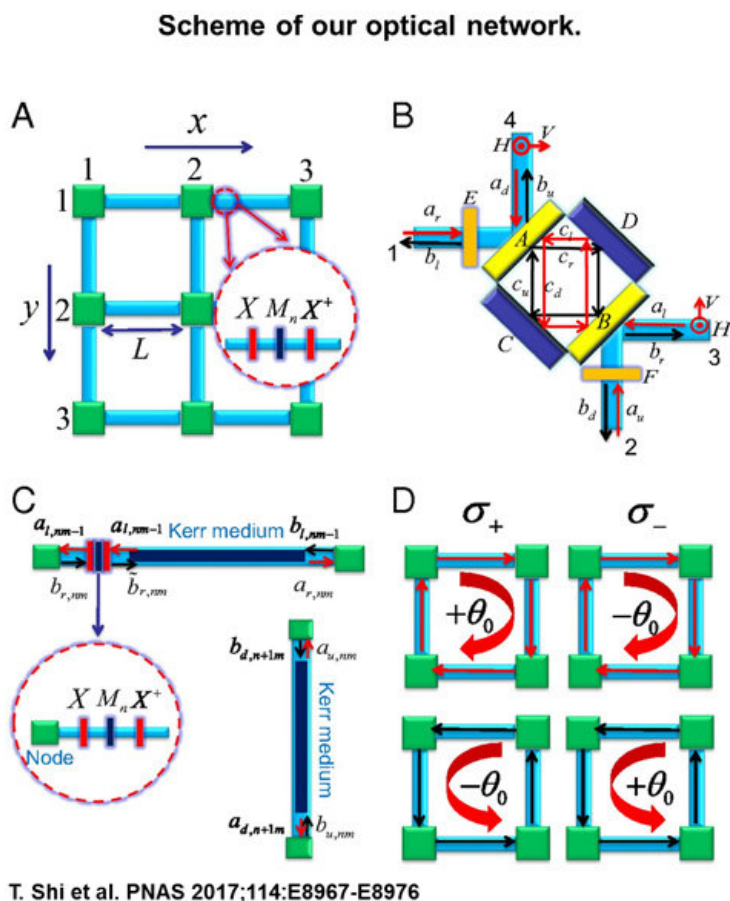 Scheme of our optical network.
A
x
1 2 3
1
y
2
L
3
X M_n X^+
B
4
H V
a_d b_u
E
a_r
1 b_l
A
D
c_l
c_r
c_u c_d
C
B
a_l V
H
b_r
3
F
b_d a_u
2
C
a_{l,nm-1} a_{l,nm-1} Kerr medium b_{l,nm-1}
b_{r,nm} b̃_{r,nm} a_{r,nm}
X M_n X^+
Node
b_{d,n+1m} a_{u,nm}
Kerr medium
a_{d,n+1m} b_{u,nm}
D
σ_+ σ_-
+θ_0 -θ_0
-θ_0 +θ_0
T. Shi et al. PNAS 2017;114:E8967-E8976